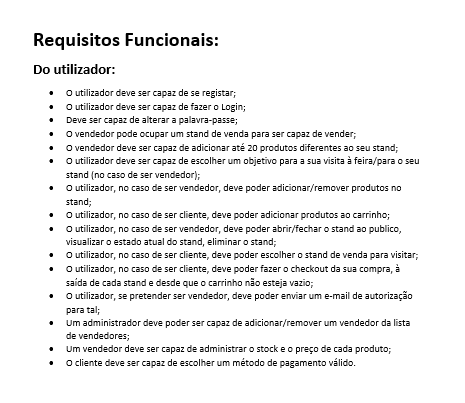 Requisitos Funcionais:
Do utilizador:
• O utilizador deve ser capaz de se registar;
• O utilizador deve ser capaz de fazer o Login;
• Deve ser capaz de alterar a palavra-passe;
• O vendedor pode ocupar um stand de venda para ser capaz de vender;
• O vendedor deve ser capaz de adicionar até 20 produtos diferentes ao seu stand;
• O utilizador deve ser capaz de escolher um objetivo para a sua visita à feira/para o seu
stand (no caso de ser vendedor);
• O utilizador, no caso de ser vendedor, deve poder adicionar/remover produtos no
stand;
• O utilizador, no caso de ser cliente, deve poder adicionar produtos ao carrinho;
• O utilizador, no caso de ser vendedor, deve poder abrir/fechar o stand ao publico,
visualizar o estado atual do stand, eliminar o stand;
• O utilizador, no caso de ser cliente, deve poder escolher o stand de venda para visitar;
• O utilizador, no caso de ser cliente, deve poder fazer o checkout da sua compra, à
saída de cada stand e desde que o carrinho não esteja vazio;
• O utilizador, se pretender ser vendedor, deve poder enviar um e-mail de autorização
para tal;
• Um administrador deve poder ser capaz de adicionar/remover um vendedor da lista
de vendedores;
• Um vendedor deve ser capaz de administrar o stock e o preço de cada produto;
• O cliente deve ser capaz de escolher um método de pagamento válido.